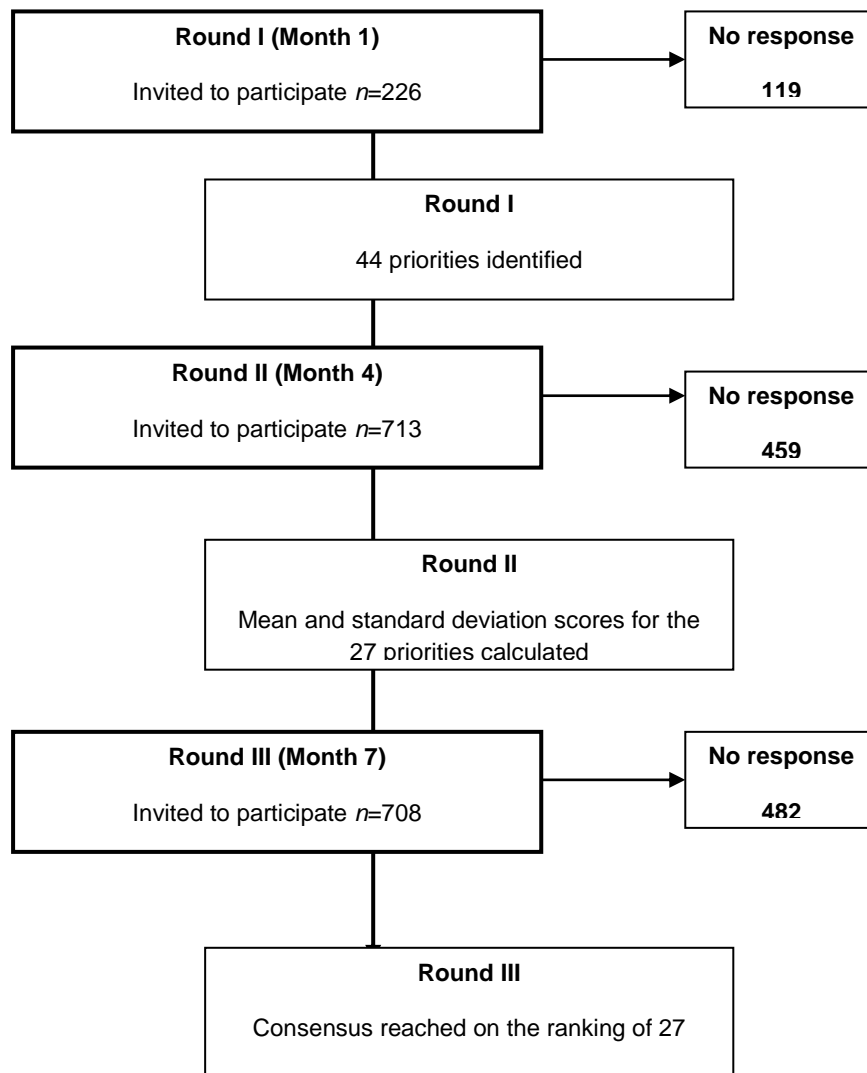 Round I (Month 1)
Invited to participate n=226
No response
119
Round I
44 priorities identified
Round II (Month 4)
Invited to participate n=713
No response
459
Round II
Mean and standard deviation scores for the
27 priorities calculated
Round III (Month 7)
Invited to participate n=708
No response
482
Round III
Consensus reached on the ranking of 27